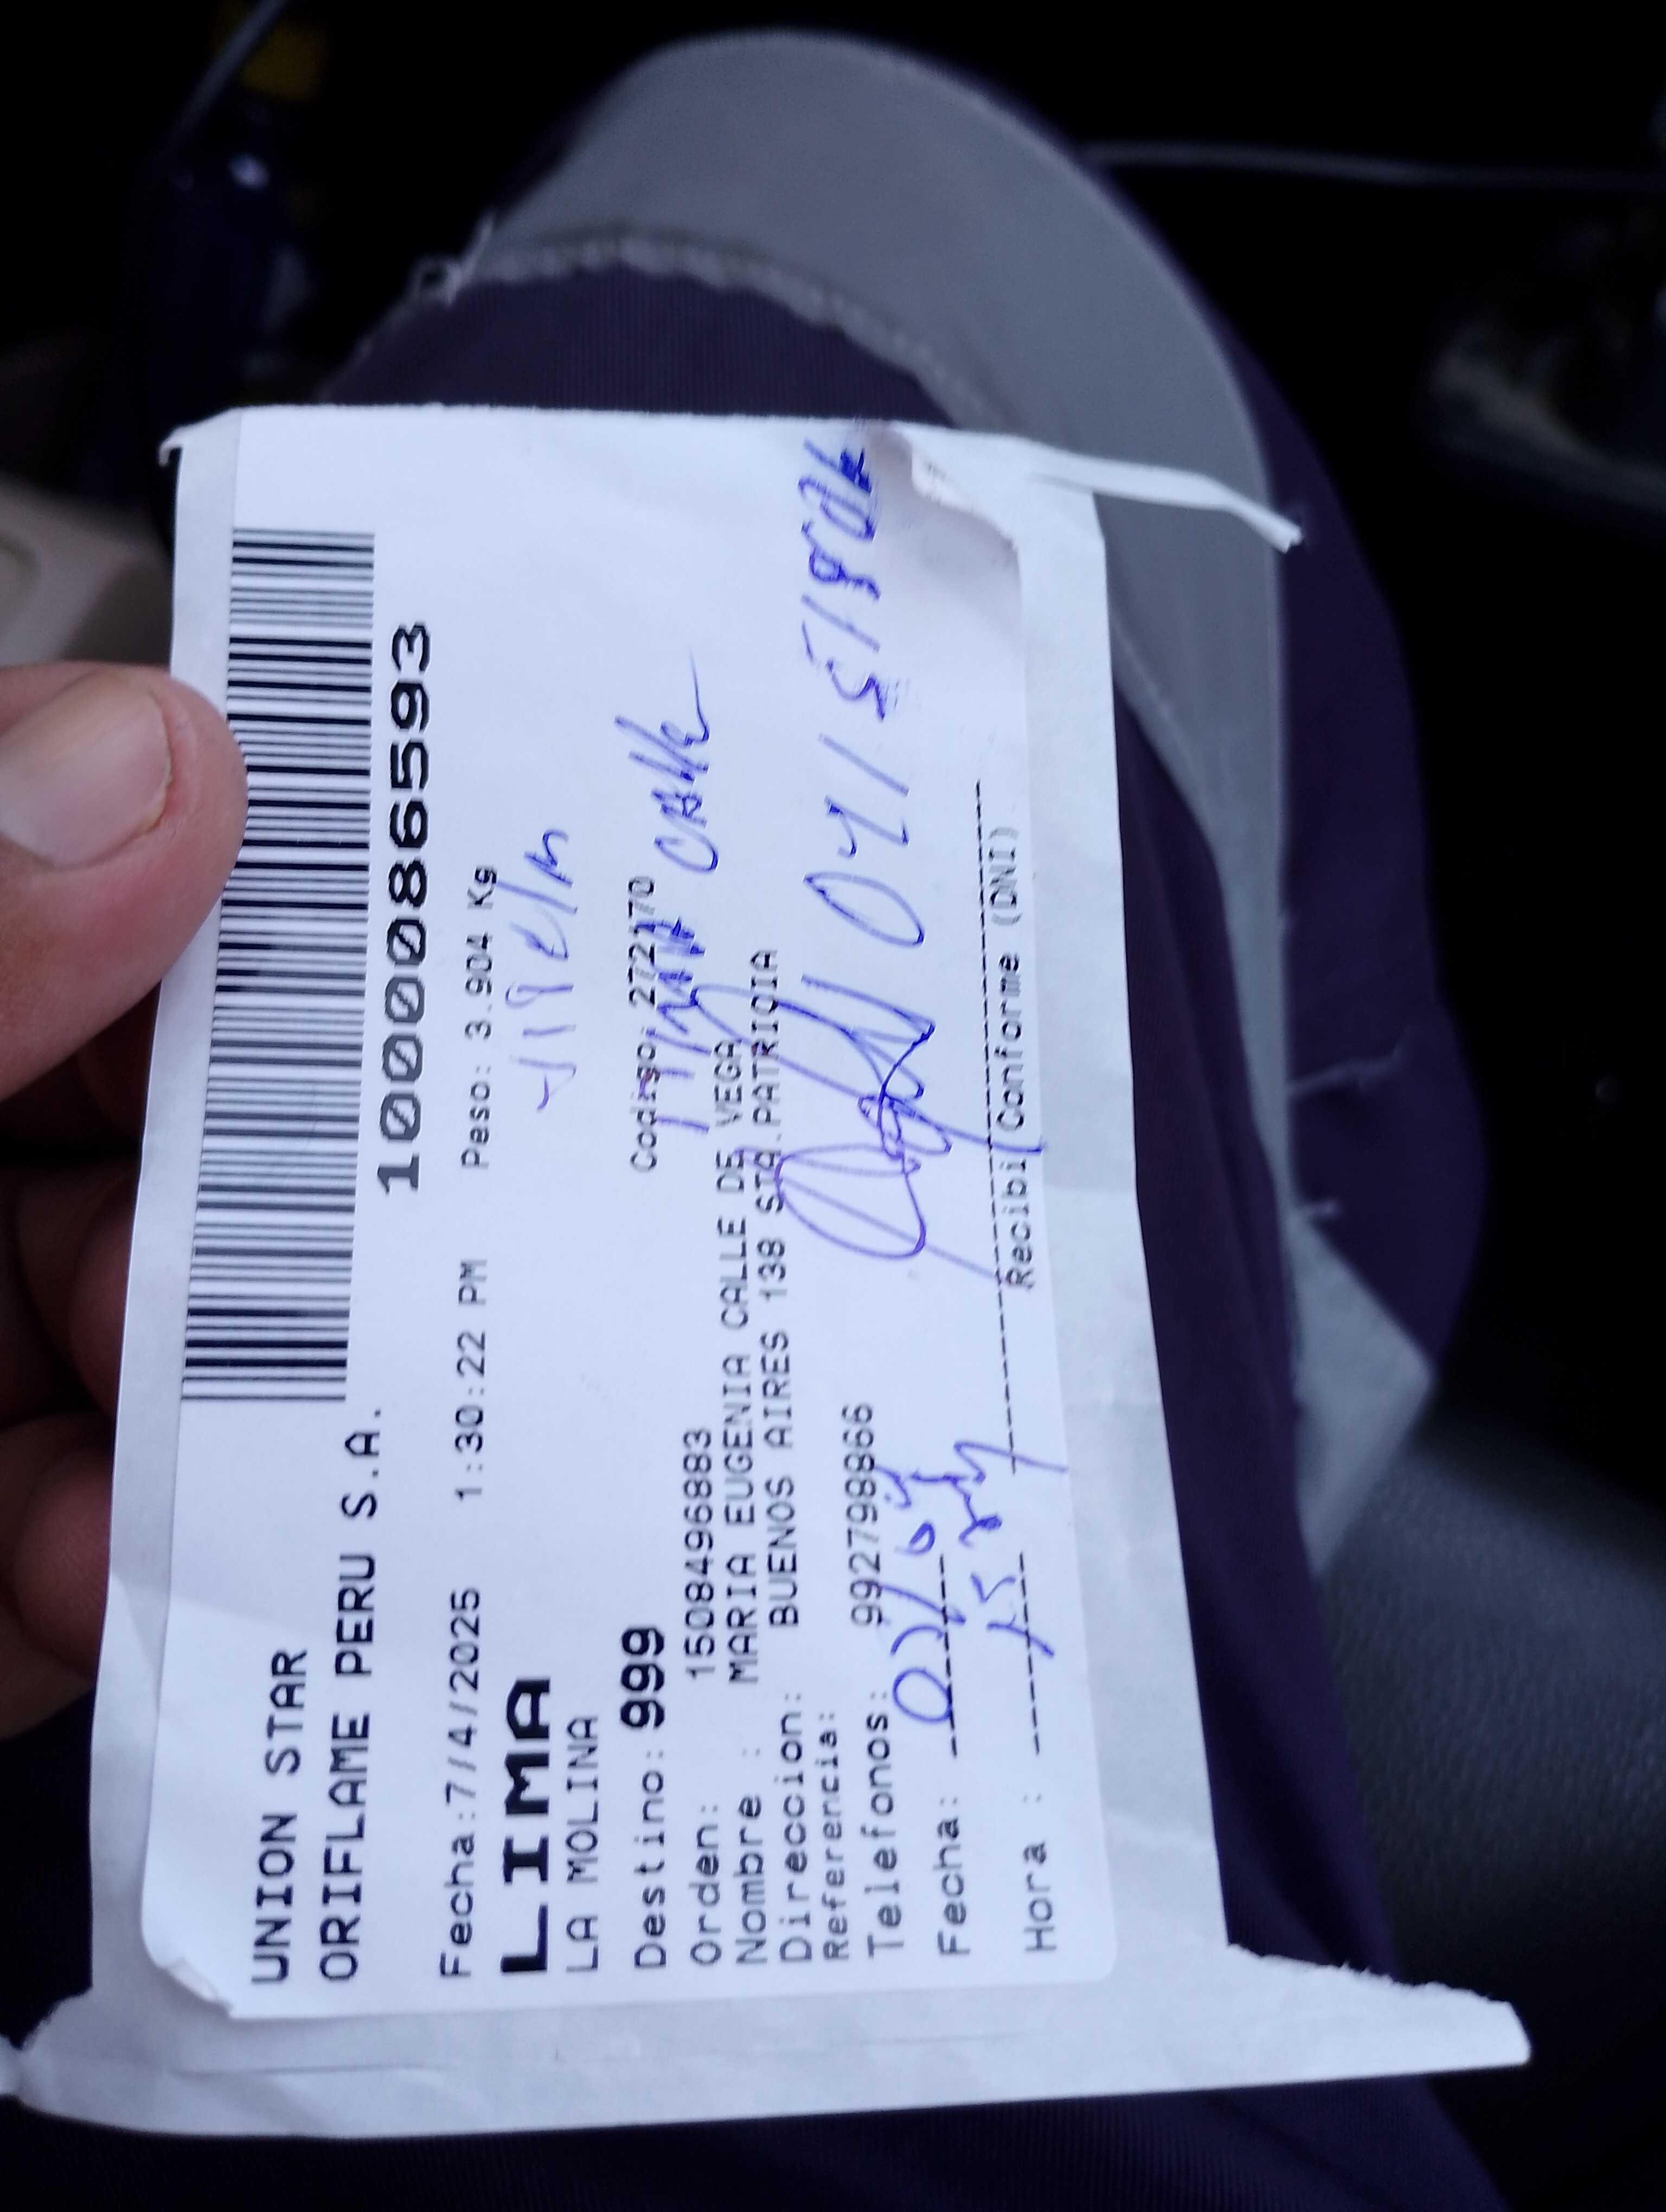 UNION STAR
ORIFLAME PERU S.A.
10000086593
Fecha:7/4/2025 1:30:22 PM Peso: 3.904 Kg
LIMA
LA MOLINA
Destino: 999 Codigo: 272170
Orden: 1508496883
Nombre : MARIA EUGENIA CALLE DE VEGA
Direccion: BUENOS AIRES 138 STA.PATRICIA
Referencia:
Telefonos: 992798866
Fecha:
Hora :
Recibi Conforme (DNI)